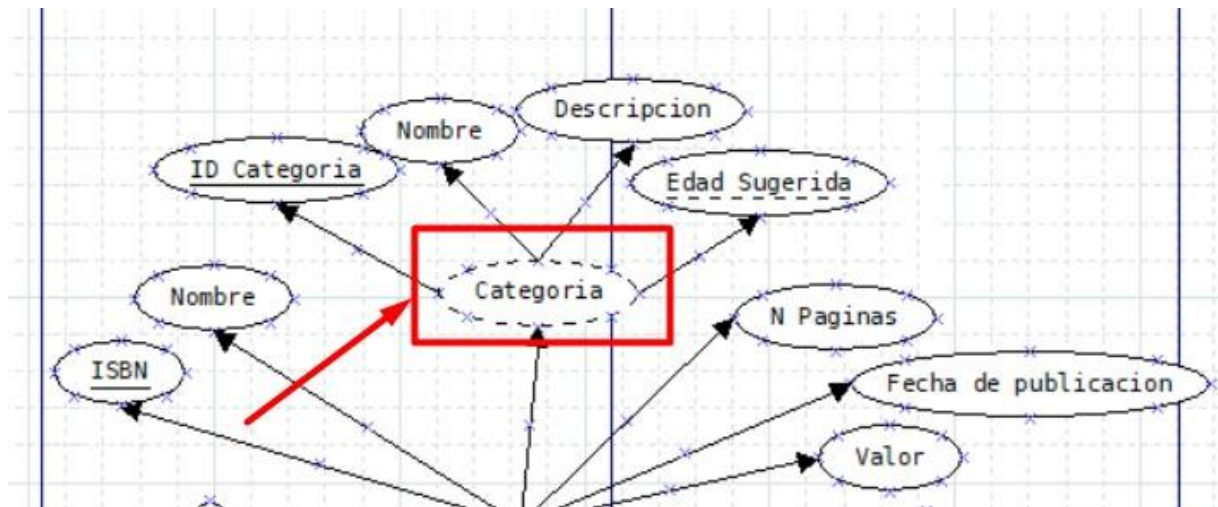 Descripcion
Nombre
ID Categoria
Edad Sugerida
Categoria
Nombre
N Paginas
ISBN
Fecha de publicacion
Valor